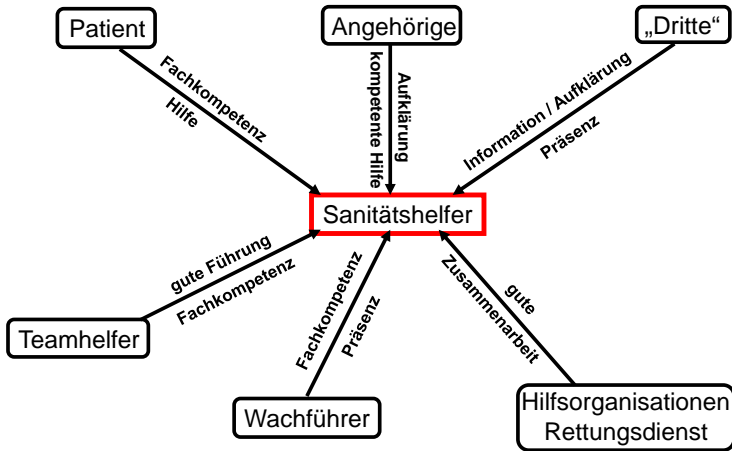 Patient
Angehörige
„Dritte“
Fachkompetenz
Hilfe
Aufklärung
kompetente Hilfe
Information / Aufklärung
Präsenz
Sanitätshelfer
gute Führung
Fachkompetenz
Fachkompetenz
Präsenz
gute
Zusammenarbeit
Teamhelfer
Wachführer
Hilfsorganisationen
Rettungsdienst